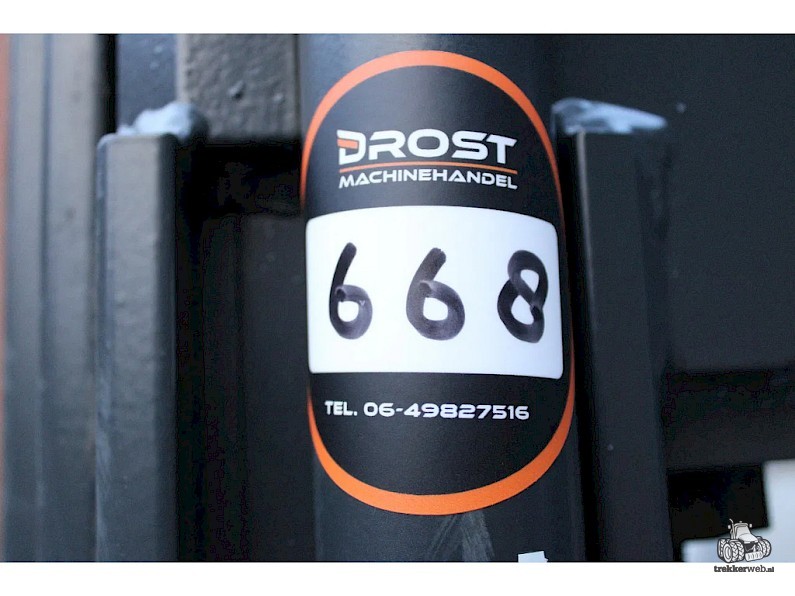 DROST
MACHINEHANDEL
668
TEL. 06-49827516
trekkerweb.nl